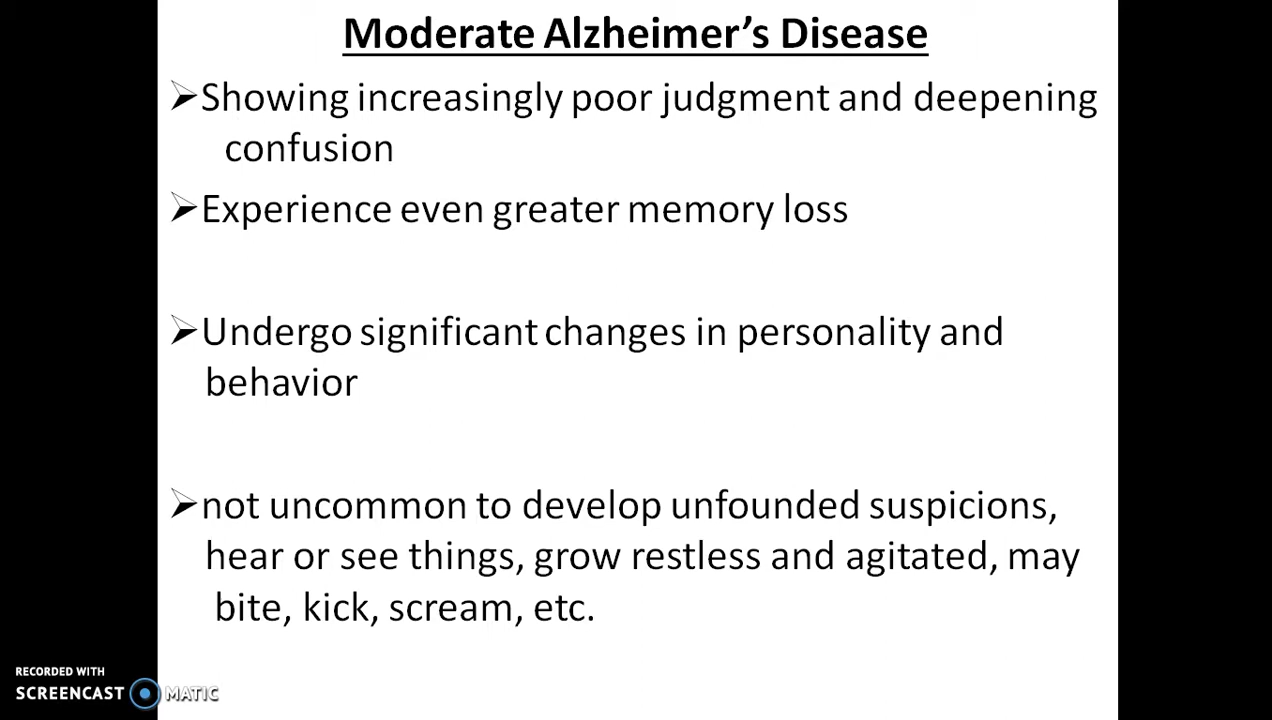 Moderate Alzheimer’s Disease
➢Showing increasingly poor judgment and deepening
confusion
➢Experience even greater memory loss
➢Undergo significant changes in personality and
behavior
➢not uncommon to develop unfounded suspicions,
hear or see things, grow restless and agitated, may
bite, kick, scream, etc.
RECORDED WITH
SCREENCAST MATIC